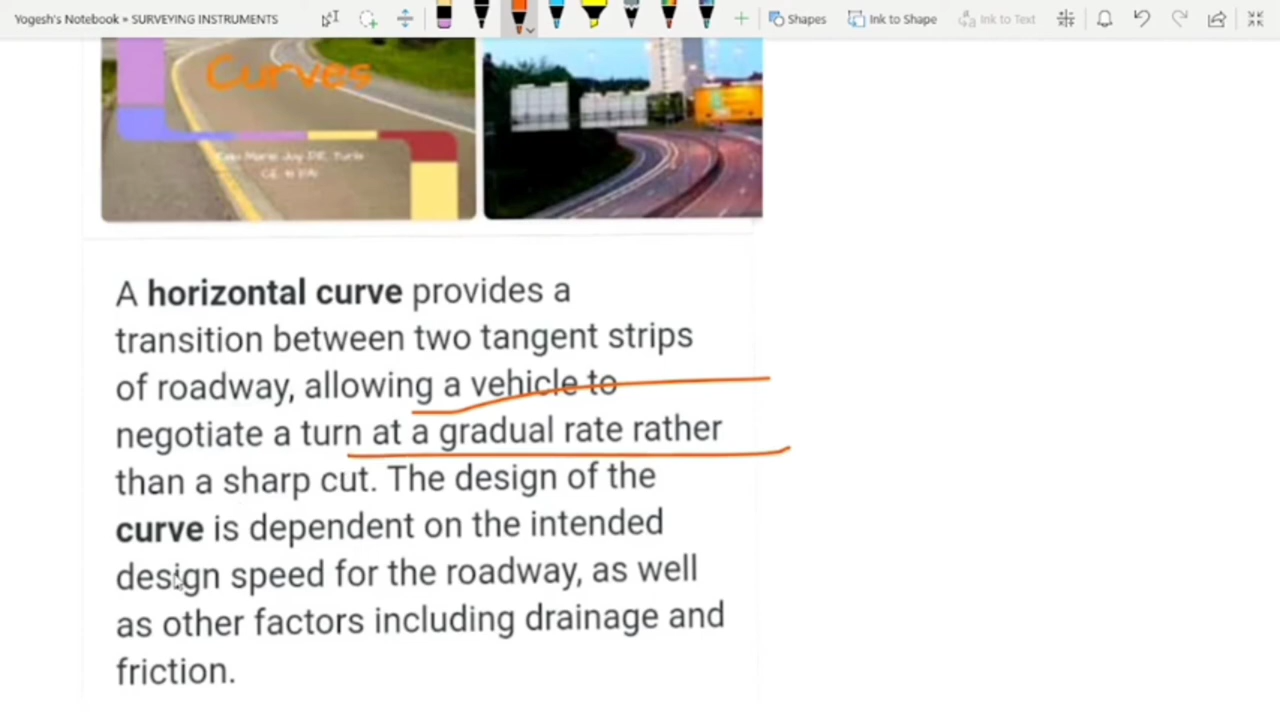 Yogesh's Notebook » SURVEYING INSTRUMENTS
Shapes
Ink to Shape
Ink to Text
Curves
A horizontal curve provides a
transition between two tangent strips
of roadway, allowing a vehicle to
negotiate a turn at a gradual rate rather
than a sharp cut. The design of the
curve is dependent on the intended
design speed for the roadway, as well
as other factors including drainage and
friction.